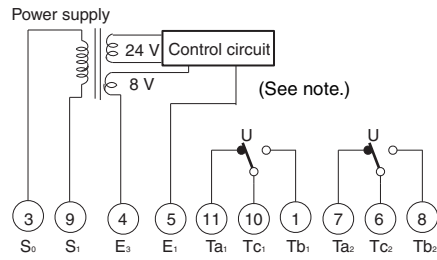 Power supply
24 V
Control circuit
8 V
(See note.)
U
U
3 9 4 5 11 10 1 7 6 8
S₀ S₁ E₃ E₁ Ta₁ Tc₁ Tb₁ Ta₂ Tc₂ Tb₂